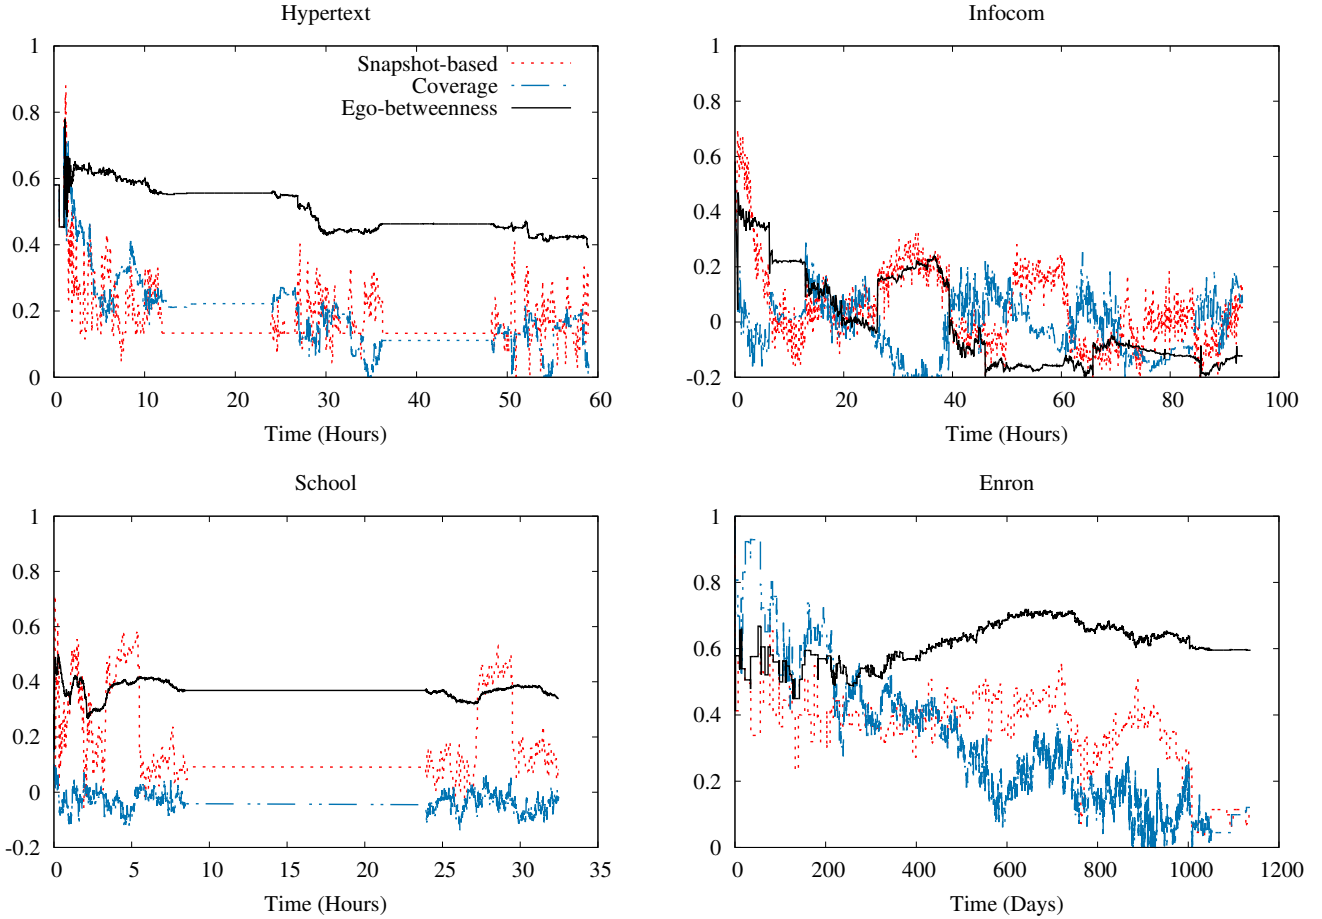 Hypertext
1
0.8
0.6
0.4
0.2
0
0 10 20 30 40 50 60
Time (Hours)
Snapshot-based
Coverage
Ego-betweenness
Infocom
1
0.8
0.6
0.4
0.2
0
-0.2
0 20 40 60 80 100
Time (Hours)
School
1
0.8
0.6
0.4
0.2
0
-0.2
0 5 10 15 20 25 30 35
Time (Hours)
Enron
1
0.8
0.6
0.4
0.2
0
0 200 400 600 800 1000 1200
Time (Days)